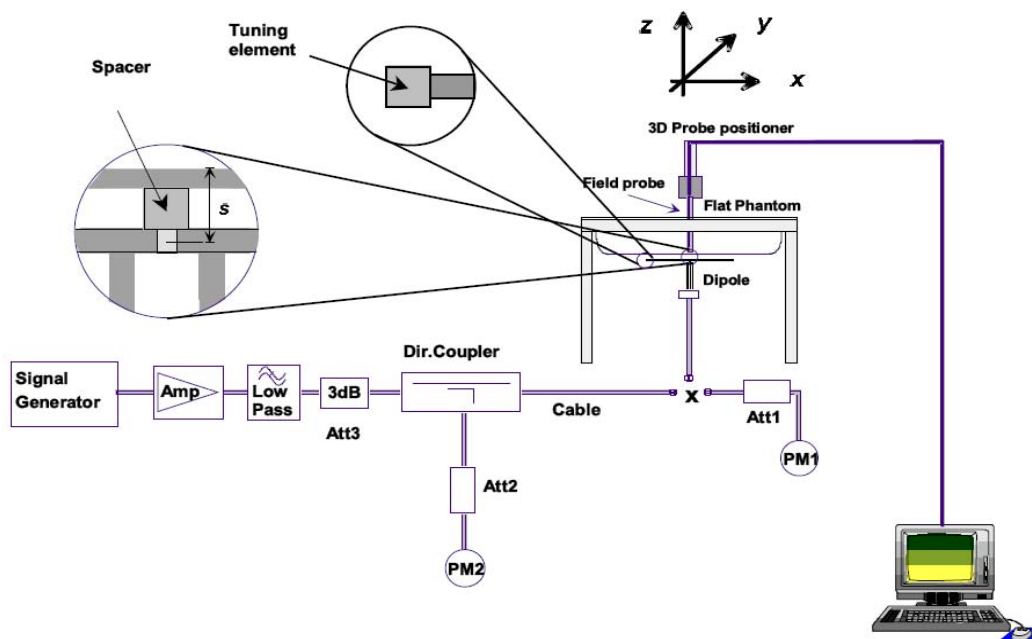 Tuning
element
Spacer
s
z
y
x
3D Probe positioner
Field probe
Flat Phantom
Dipole
Dir.Coupler
Signal
Generator
Amp
Low
Pass
3dB
Att3
Cable
x
Att1
PM1
Att2
PM2